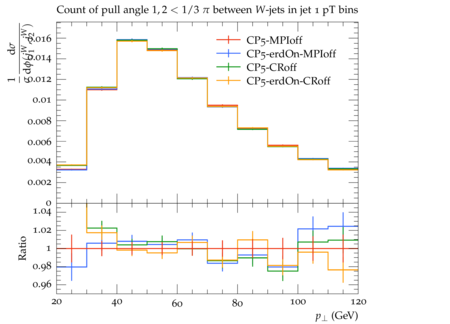 Count of pull angle 1, 2 < 1/3 π between W-jets in jet 1 pT bins
CP5-MPIoff
CP5-erdOn-MPIoff
CP5-CRoff
CP5-erdOn-CRoff
0.016
0.014
0.012
0.01
0.008
0.006
0.004
0.002
0
1.04
1.02
1.0
0.98
0.96
Ratio
20 40 60 80 100 120
p⊥ (GeV)